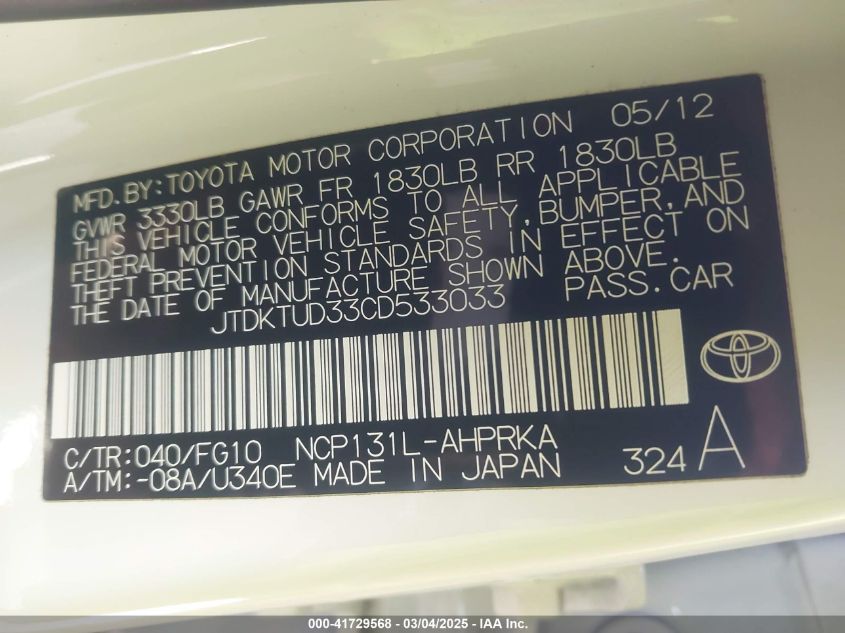 MFD.BY:TOYOTA MOTOR CORPORATION 05/12
GVWR 3330LB GAWR FR 1830LB RR 1830LB
THIS VEHICLE CONFORMS TO ALL APPLICABLE
FEDERAL MOTOR VEHICLE SAFETY,BUMPER,AND
THEFT PREVENTION STANDARDS IN EFFECT ON
THE DATE OF MANUFACTURE SHOWN ABOVE.
JTDKTUD33CD533033 PASS.CAR
C/TR:040/FG10 NCP131L-AHPRKA
A/TM:-08A/U340E MADE IN JAPAN 324 A
000-41729568 - 03/04/2025 - IAA Inc.